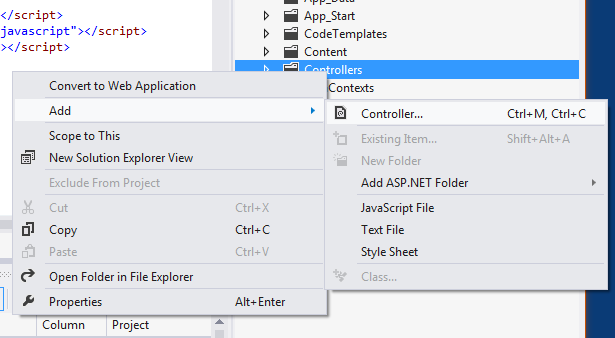 </script>
javascript"></script>
></script>
App_Data
App_Start
CodeTemplates
Content
Controllers
Contexts
Convert to Web Application
Add
Scope to This
New Solution Explorer View
Exclude From Project
Cut Ctrl+X
Copy Ctrl+C
Paste Ctrl+V
Open Folder in File Explorer
Properties Alt+Enter
Controller... Ctrl+M, Ctrl+C
Existing Item... Shift+Alt+A
New Folder
Add ASP.NET Folder
JavaScript File
Text File
Style Sheet
Class...
Column Project